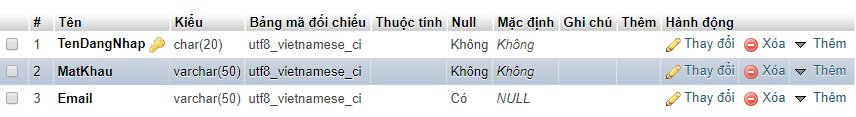 # Tên Kiểu Bảng mã đối chiếu Thuộc tính Null Mặc định Ghi chú Thêm Hành động
1 TenDangNhap char(20) utf8_vietnamese_ci Không Không Thay đổi Xóa Thêm
2 MatKhau varchar(50) utf8_vietnamese_ci Không Không Thay đổi Xóa Thêm
3 Email varchar(50) utf8_vietnamese_ci Có NULL Thay đổi Xóa Thêm